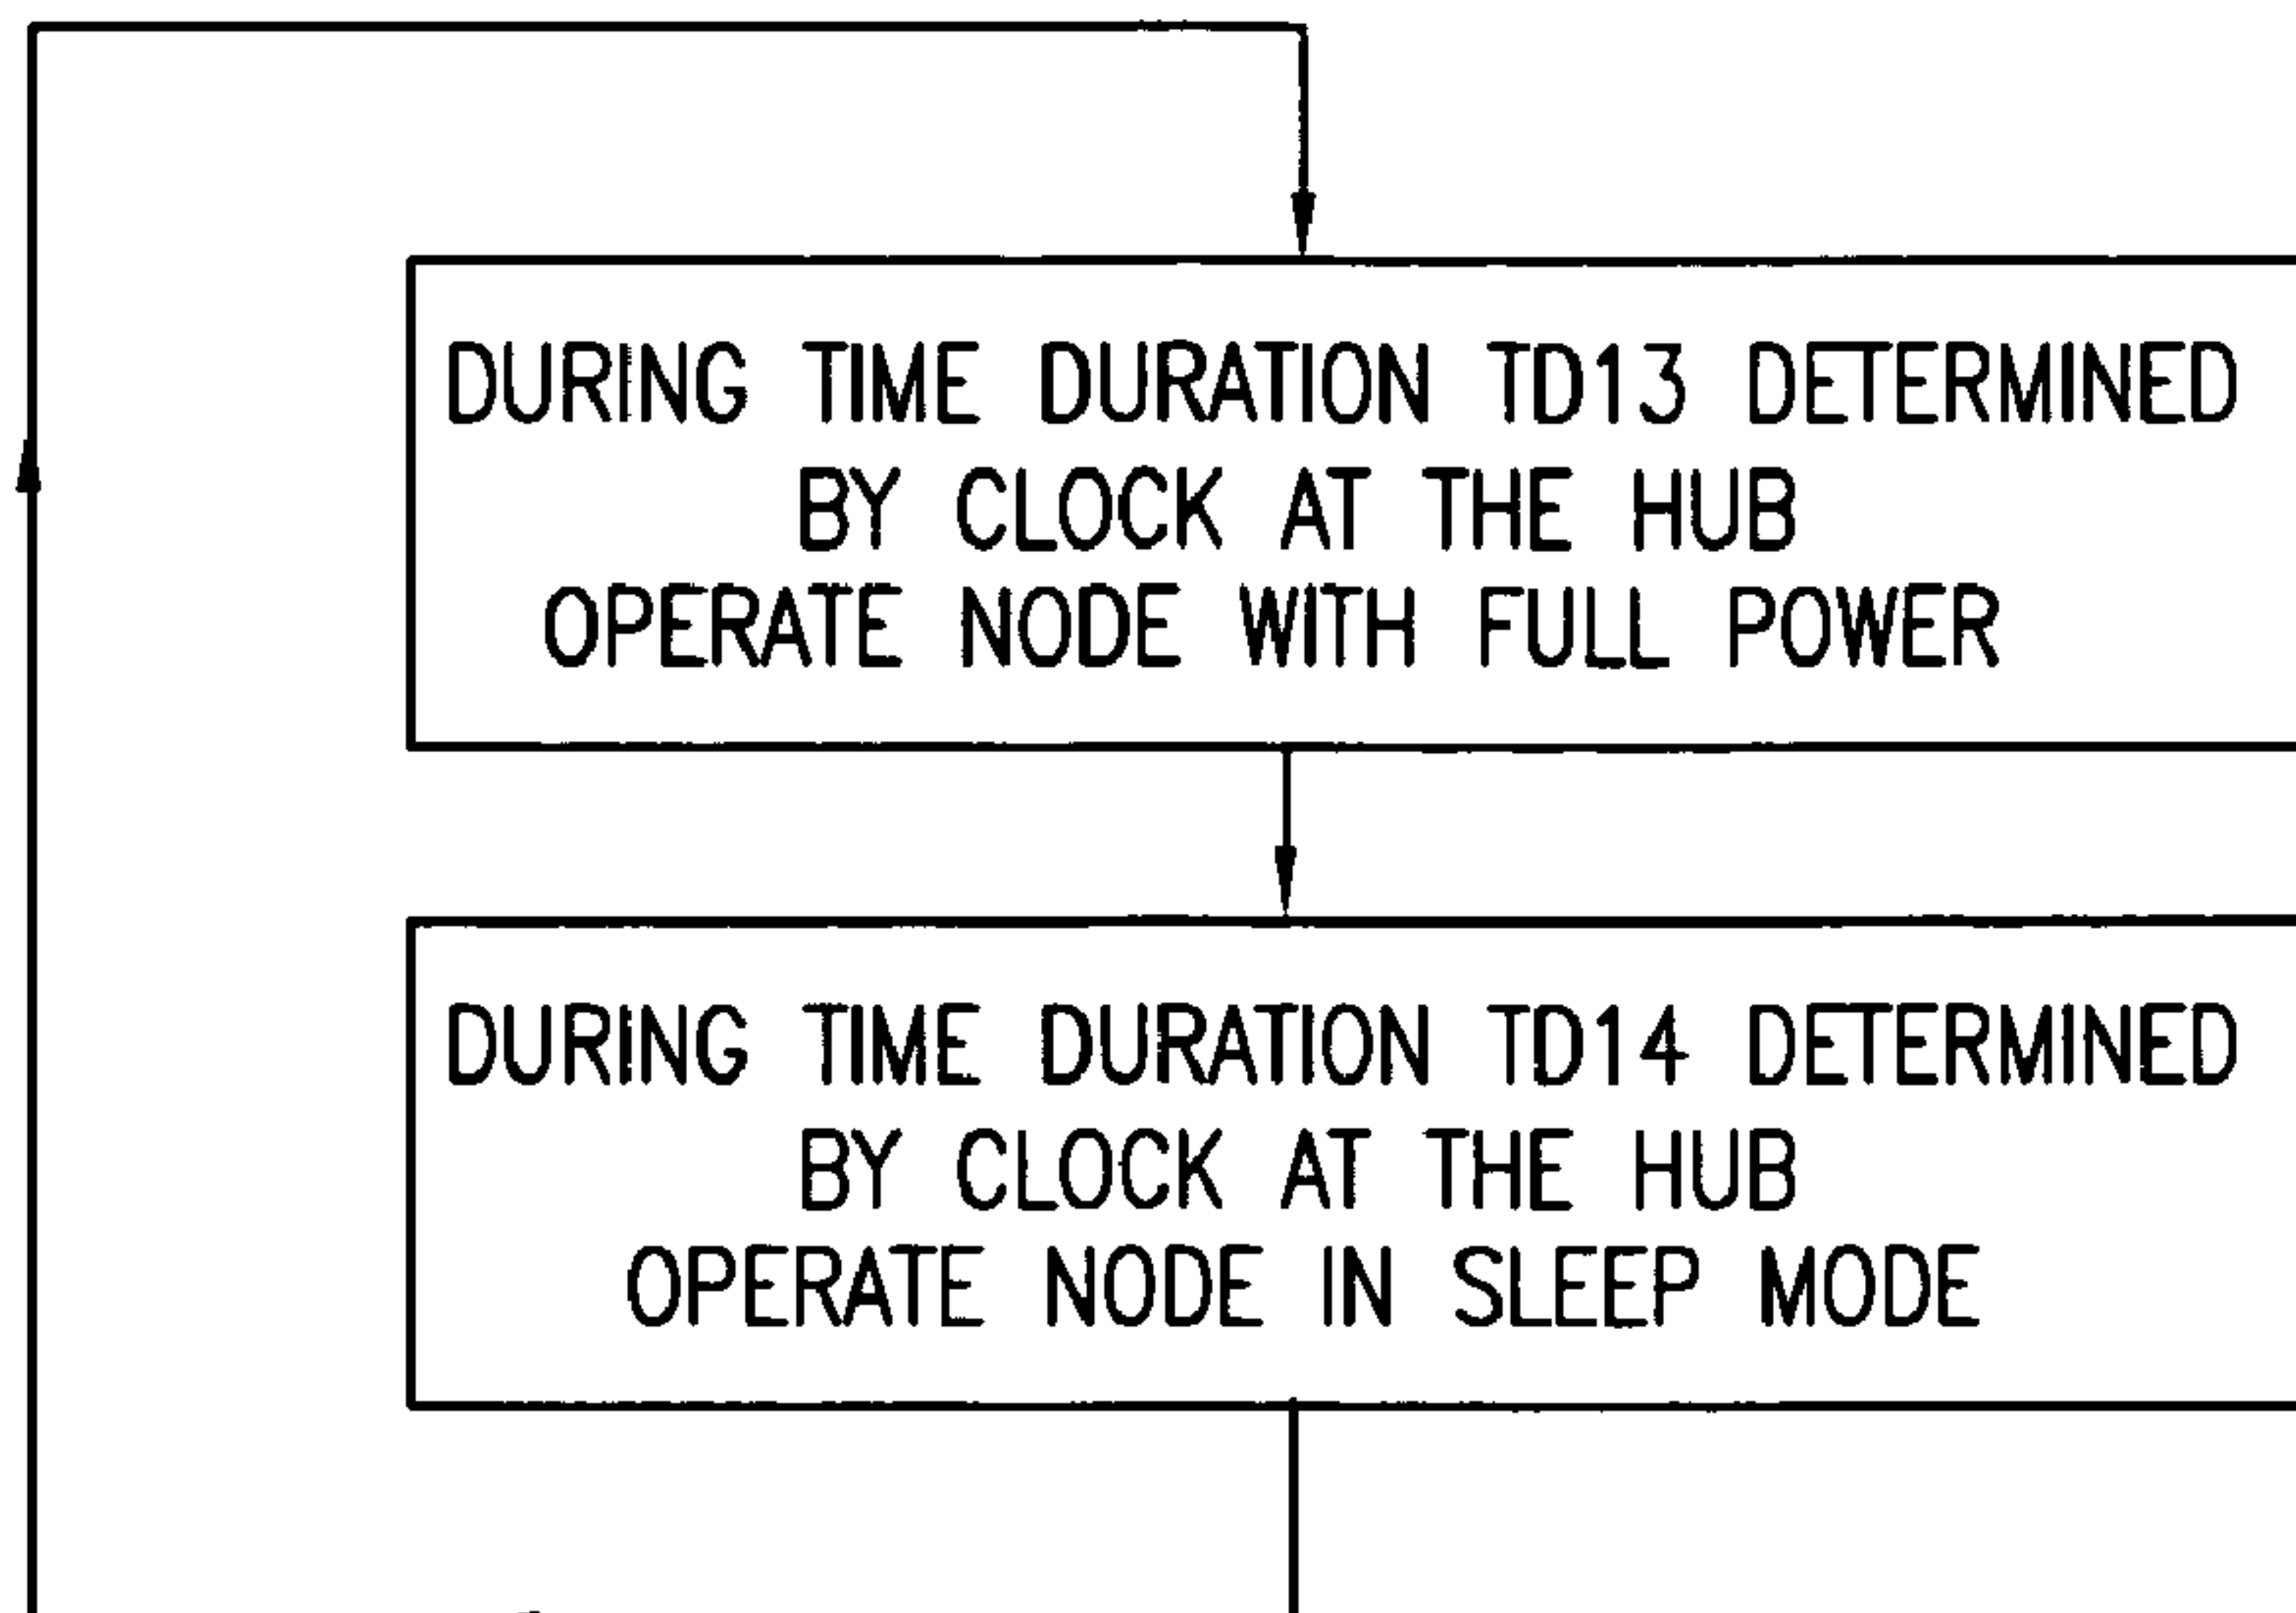 DURING TIME DURATION TD13 DETERMINED
BY CLOCK AT THE HUB
OPERATE NODE WITH FULL POWER
DURING TIME DURATION TD14 DETERMINED
BY CLOCK AT THE HUB
OPERATE NODE IN SLEEP MODE